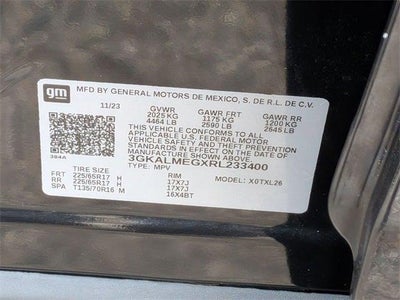 gm
MFD BY GENERAL MOTORS DE MEXICO, S. DE R.L. DE C.V.
11/23 GVWR GAWR FRT GAWR RR
2025 KG 1175 KG 1200 KG
4464 LB 2590 LB 2645 LB
THIS VEHICLE CONFORMS TO ALL
APPLICABLE U.S. FEDERAL MOTOR
VEHICLE SAFETY AND THEFT PREVENTION
STANDARDS IN EFFECT ON THE DATE OF
MANUFACTURE SHOWN ABOVE.
384A 3GKALMEGXRL233400
TIRE SIZE TYPE: MPV MODEL: X0TXL26
FRT 225/65R17 H RIM 17X7J
RR 225/65R17 H 17X7J
SPA T135/70R16 M 16X4BT